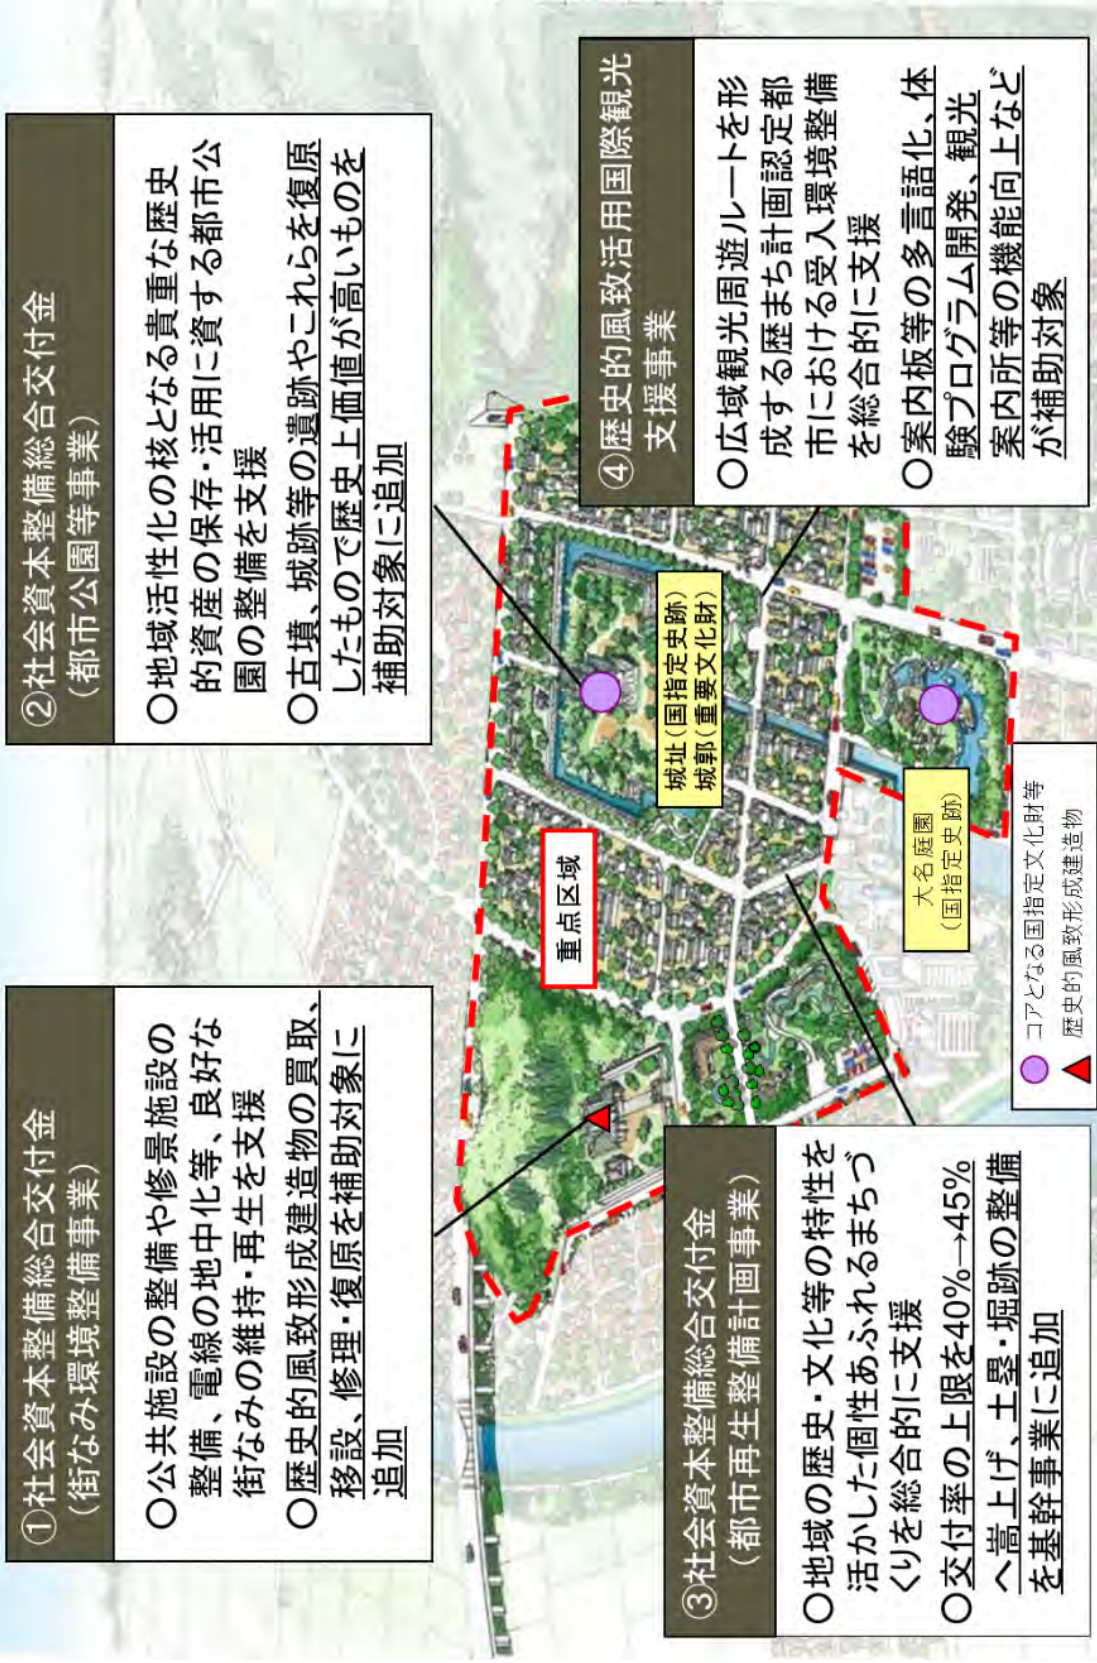 ①社会資本整備総合交付金
（街なみ環境整備事業）
○公共施設の整備や修景施設の
整備、電線の地中化等、良好な
街なみの維持・再生を支援
○歴史的風致形成建造物の買取、
移設、修理・復原を補助対象に
追加
②社会資本整備総合交付金
（都市公園等事業）
○地域活性化の核となる貴重な歴史
的資産の保存・活用に資する都市公
園の整備を支援
○古墳、城跡等の遺跡やこれらを復原
したもので歴史上価値が高いものを
補助対象に追加
重点区域
城址（国指定史跡）
城郭（重要文化財）
大名庭園
（国指定史跡）
③社会資本整備総合交付金
（都市再生整備計画事業）
○地域の歴史・文化等の特性を
活かした個性あふれるまちづ
くりを総合的に支援
○交付率の上限を40%→45%
へ嵩上げ、土塁・堀跡の整備
を基幹事業に追加
④歴史的風致活用国際観光
支援事業
○広域観光周遊ルートを形
成する歴まち計画認定都
市における受入環境整備
を総合的に支援
○案内板等の多言語化、体
験プログラム開発、観光
案内所等の機能向上など
が補助対象
コアとなる国指定文化財等
歴史的風致形成建造物